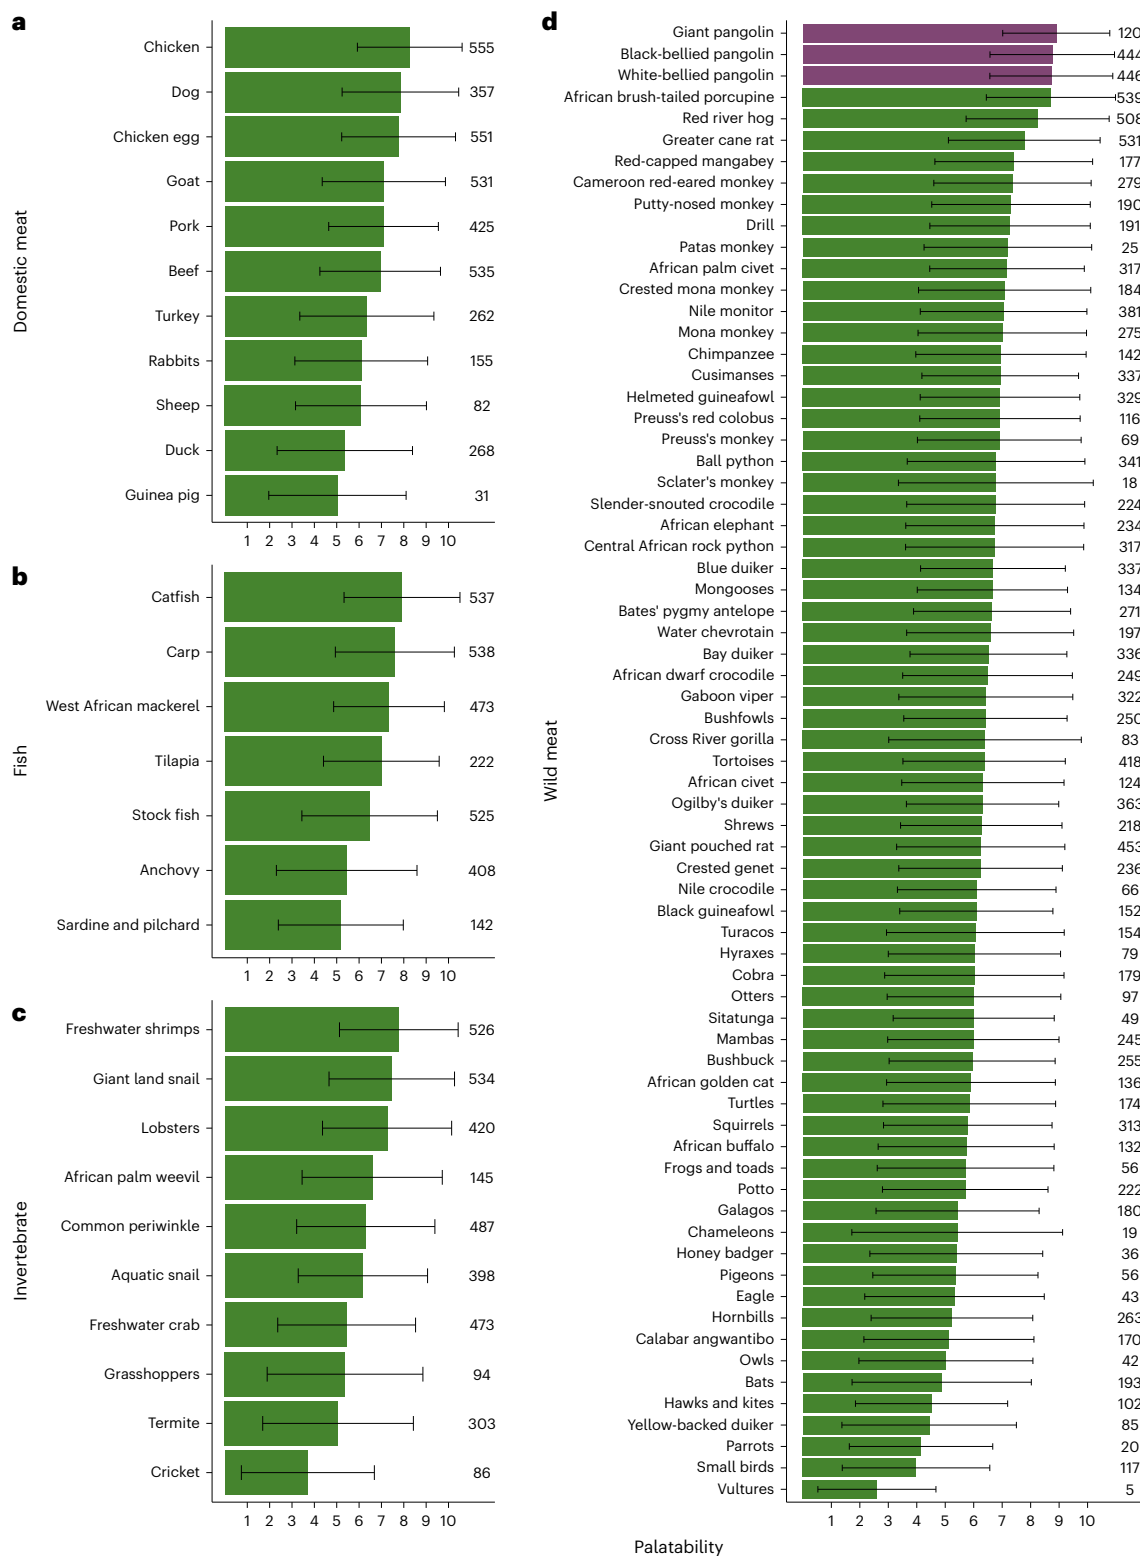 a
Domestic meat
Chicken 555
Dog 357
Chicken egg 551
Goat 531
Pork 425
Beef 535
Turkey 262
Rabbits 155
Sheep 82
Duck 268
Guinea pig 31
1 2 3 4 5 6 7 8 9 10
b
Fish
Catfish 537
Carp 538
West African mackerel 473
Tilapia 222
Stock fish 525
Anchovy 408
Sardine and pilchard 142
1 2 3 4 5 6 7 8 9 10
c
Invertebrate
Freshwater shrimps 526
Giant land snail 534
Lobsters 420
African palm weevil 145
Common periwinkle 487
Aquatic snail 398
Freshwater crab 473
Grasshoppers 94
Termite 303
Cricket 86
1 2 3 4 5 6 7 8 9 10
d
Wild meat
Giant pangolin 120
Black-bellied pangolin 444
White-bellied pangolin 446
African brush-tailed porcupine 539
Red river hog 508
Greater cane rat 531
Red-capped mangabey 177
Cameroon red-eared monkey 279
Putty-nosed monkey 190
Drill 191
Patas monkey 25
African palm civet 317
Crested mona monkey 184
Nile monitor 381
Mona monkey 275
Chimpanzee 142
Cusimanses 337
Helmeted guineafowl 329
Preuss's red colobus 116
Preuss's monkey 69
Ball python 341
Sclater's monkey 18
Slender-snouted crocodile 224
African elephant 234
Central African rock python 317
Blue duiker 337
Mongooses 134
Bates' pygmy antelope 271
Water chevrotain 197
Bay duiker 336
African dwarf crocodile 249
Gaboon viper 322
Bushfowls 250
Cross River gorilla 83
Tortoises 418
African civet 124
Ogilby's duiker 363
Shrews 218
Giant pouched rat 453
Crested genet 236
Nile crocodile 66
Black guineafowl 152
Turacos 154
Hyraxes 79
Cobra 179
Otters 97
Sitatunga 49
Mambas 245
Bushbuck 255
African golden cat 136
Turtles 174
Squirrels 313
African buffalo 132
Frogs and toads 56
Potto 222
Galagos 180
Chameleons 19
Honey badger 36
Pigeons 56
Eagle 43
Hornbills 263
Calabar angwantibo 170
Owls 42
Bats 193
Hawks and kites 102
Yellow-backed duiker 85
Parrots 20
Small birds 117
Vultures 5
1 2 3 4 5 6 7 8 9 10
Palatability